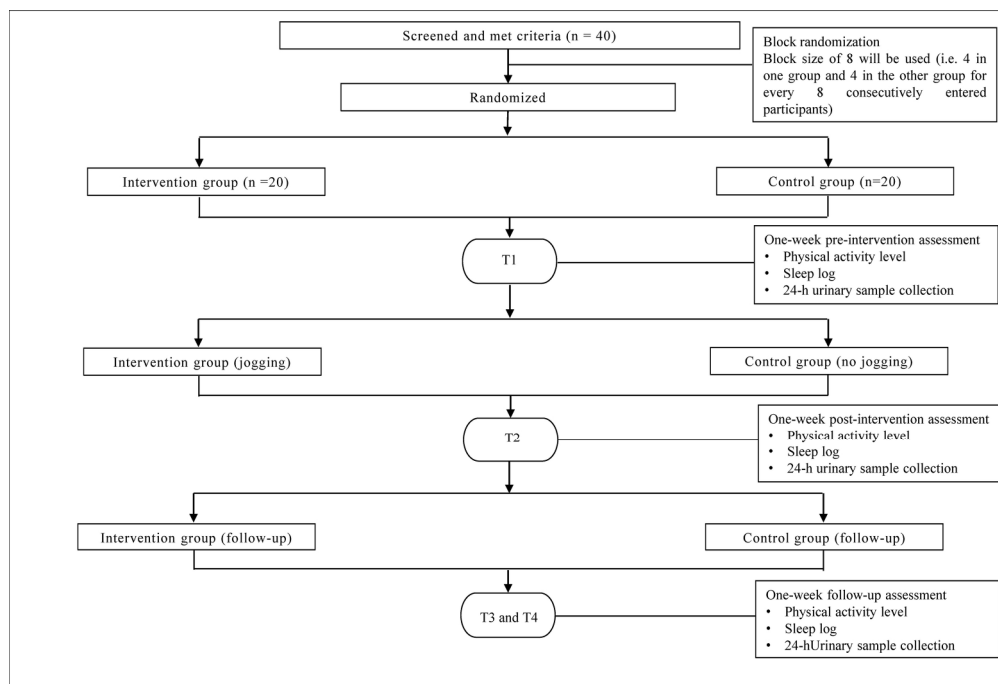 Screened and met criteria (n = 40)
Block randomization
Block size of 8 will be used (i.e. 4 in
one group and 4 in the other group for
every 8 consecutively entered
participants)
Randomized
Intervention group (n =20)
Control group (n=20)
One-week pre-intervention assessment
• Physical activity level
• Sleep log
• 24-h urinary sample collection
T1
Intervention group (jogging)
Control group (no jogging)
One-week post-intervention assessment
• Physical activity level
• Sleep log
• 24-h urinary sample collection
T2
Intervention group (follow-up)
Control group (follow-up)
One-week follow-up assessment
• Physical activity level
• Sleep log
• 24-hUrinary sample collection
T3 and T4